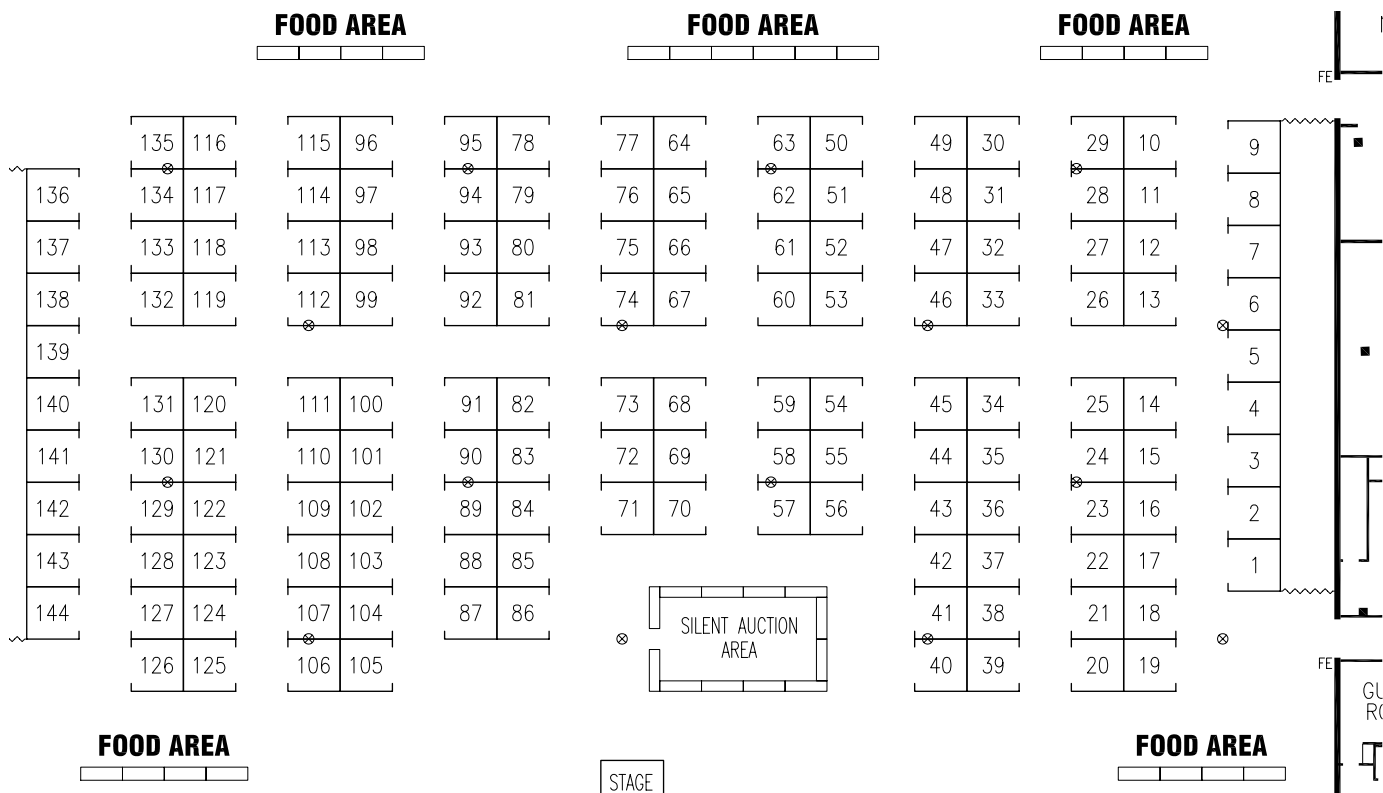 FOOD AREA FOOD AREA FOOD AREA
FE
135 116 115 96 95 78 77 64 63 50 49 30 29 10 9
136 134 117 114 97 94 79 76 65 62 51 48 31 28 11 8
137 133 118 113 98 93 80 75 66 61 52 47 32 27 12 7
138 132 119 112 99 92 81 74 67 60 53 46 33 26 13 6
139 5
140 131 120 111 100 91 82 73 68 59 54 45 34 25 14 4
141 130 121 110 101 90 83 72 69 58 55 44 35 24 15 3
142 129 122 109 102 89 84 71 70 57 56 43 36 23 16 2
143 128 123 108 103 88 85 42 37 22 17 1
144 127 124 107 104 87 86 41 38 21 18
SILENT AUCTION
AREA
126 125 106 105 40 39 20 19
FE
GU
RO
FOOD AREA FOOD AREA
STAGE